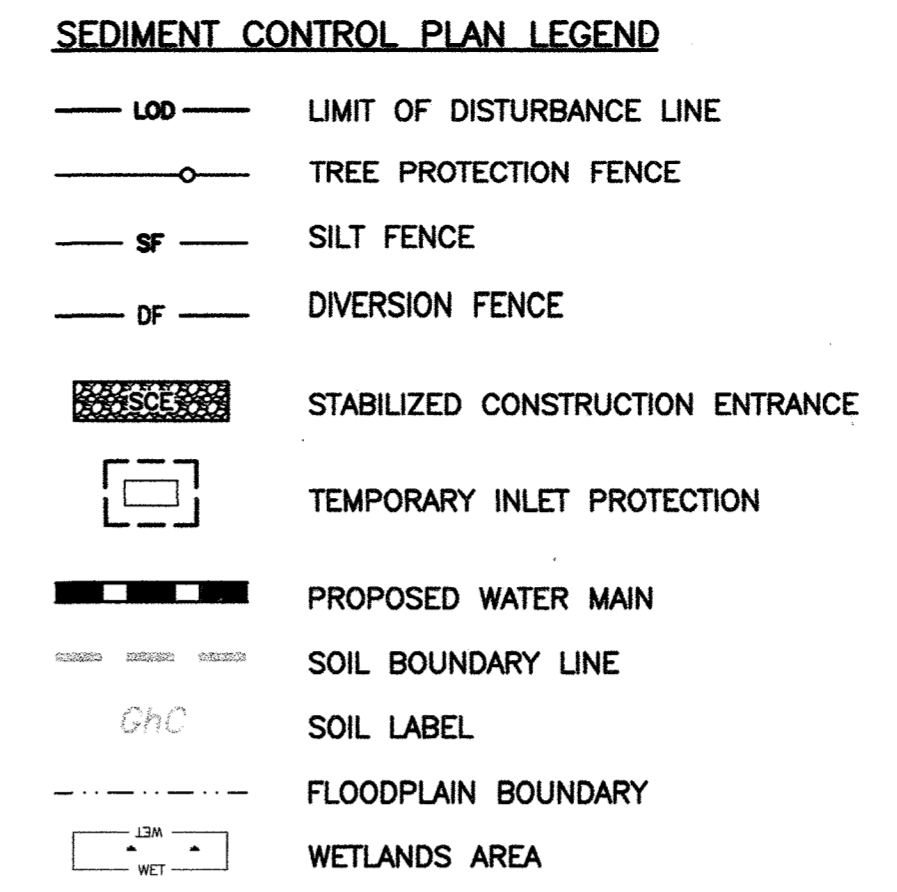 SEDIMENT CONTROL PLAN LEGEND
LOD LIMIT OF DISTURBANCE LINE
TREE PROTECTION FENCE
SF SILT FENCE
DF DIVERSION FENCE
SCE STABILIZED CONSTRUCTION ENTRANCE
TEMPORARY INLET PROTECTION
PROPOSED WATER MAIN
SOIL BOUNDARY LINE
GhC SOIL LABEL
FLOODPLAIN BOUNDARY
WET
WETLANDS AREA
WET